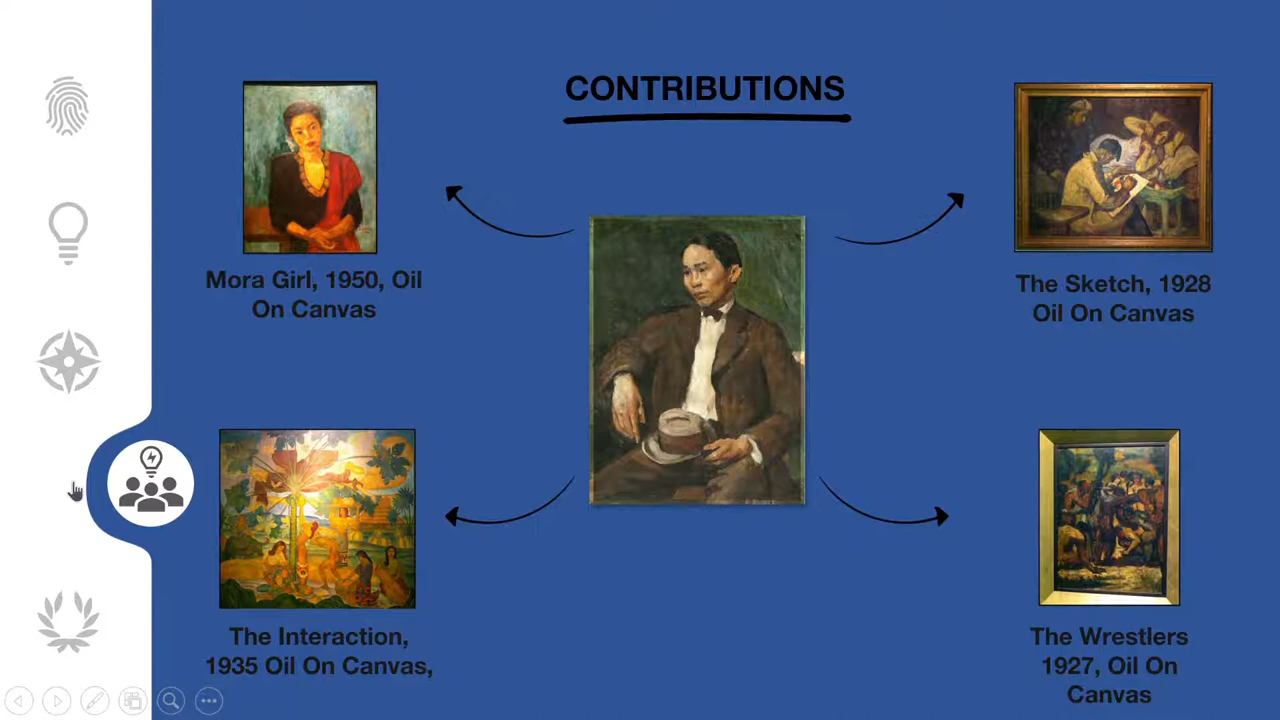 CONTRIBUTIONS
Mora Girl, 1950, Oil
On Canvas
The Sketch, 1928
Oil On Canvas
The Interaction,
1935 Oil On Canvas,
The Wrestlers
1927, Oil On
Canvas